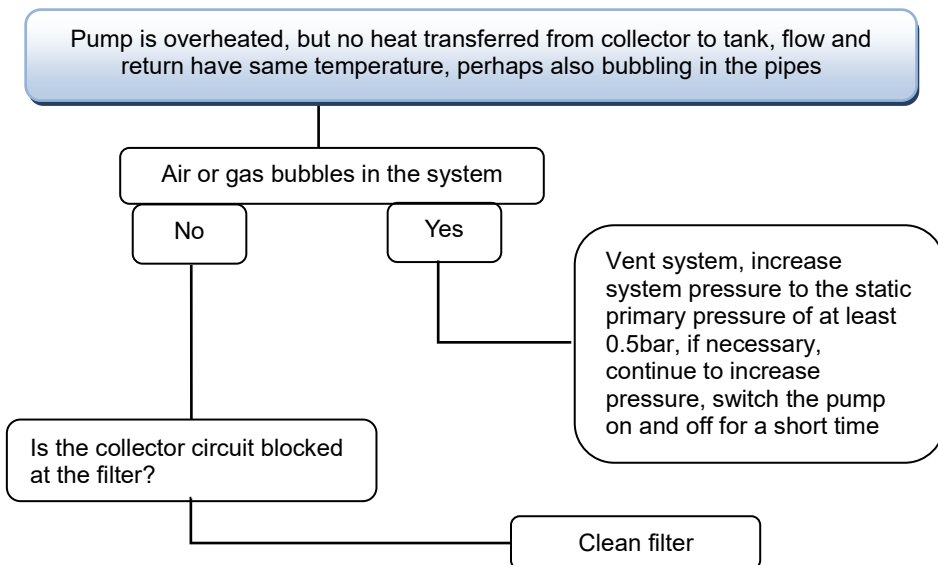 Pump is overheated, but no heat transferred from collector to tank, flow and
return have same temperature, perhaps also bubbling in the pipes
Air or gas bubbles in the system
No
Yes
Vent system, increase
system pressure to the static
primary pressure of at least
0.5bar, if necessary,
continue to increase
pressure, switch the pump
on and off for a short time
Is the collector circuit blocked
at the filter?
Clean filter